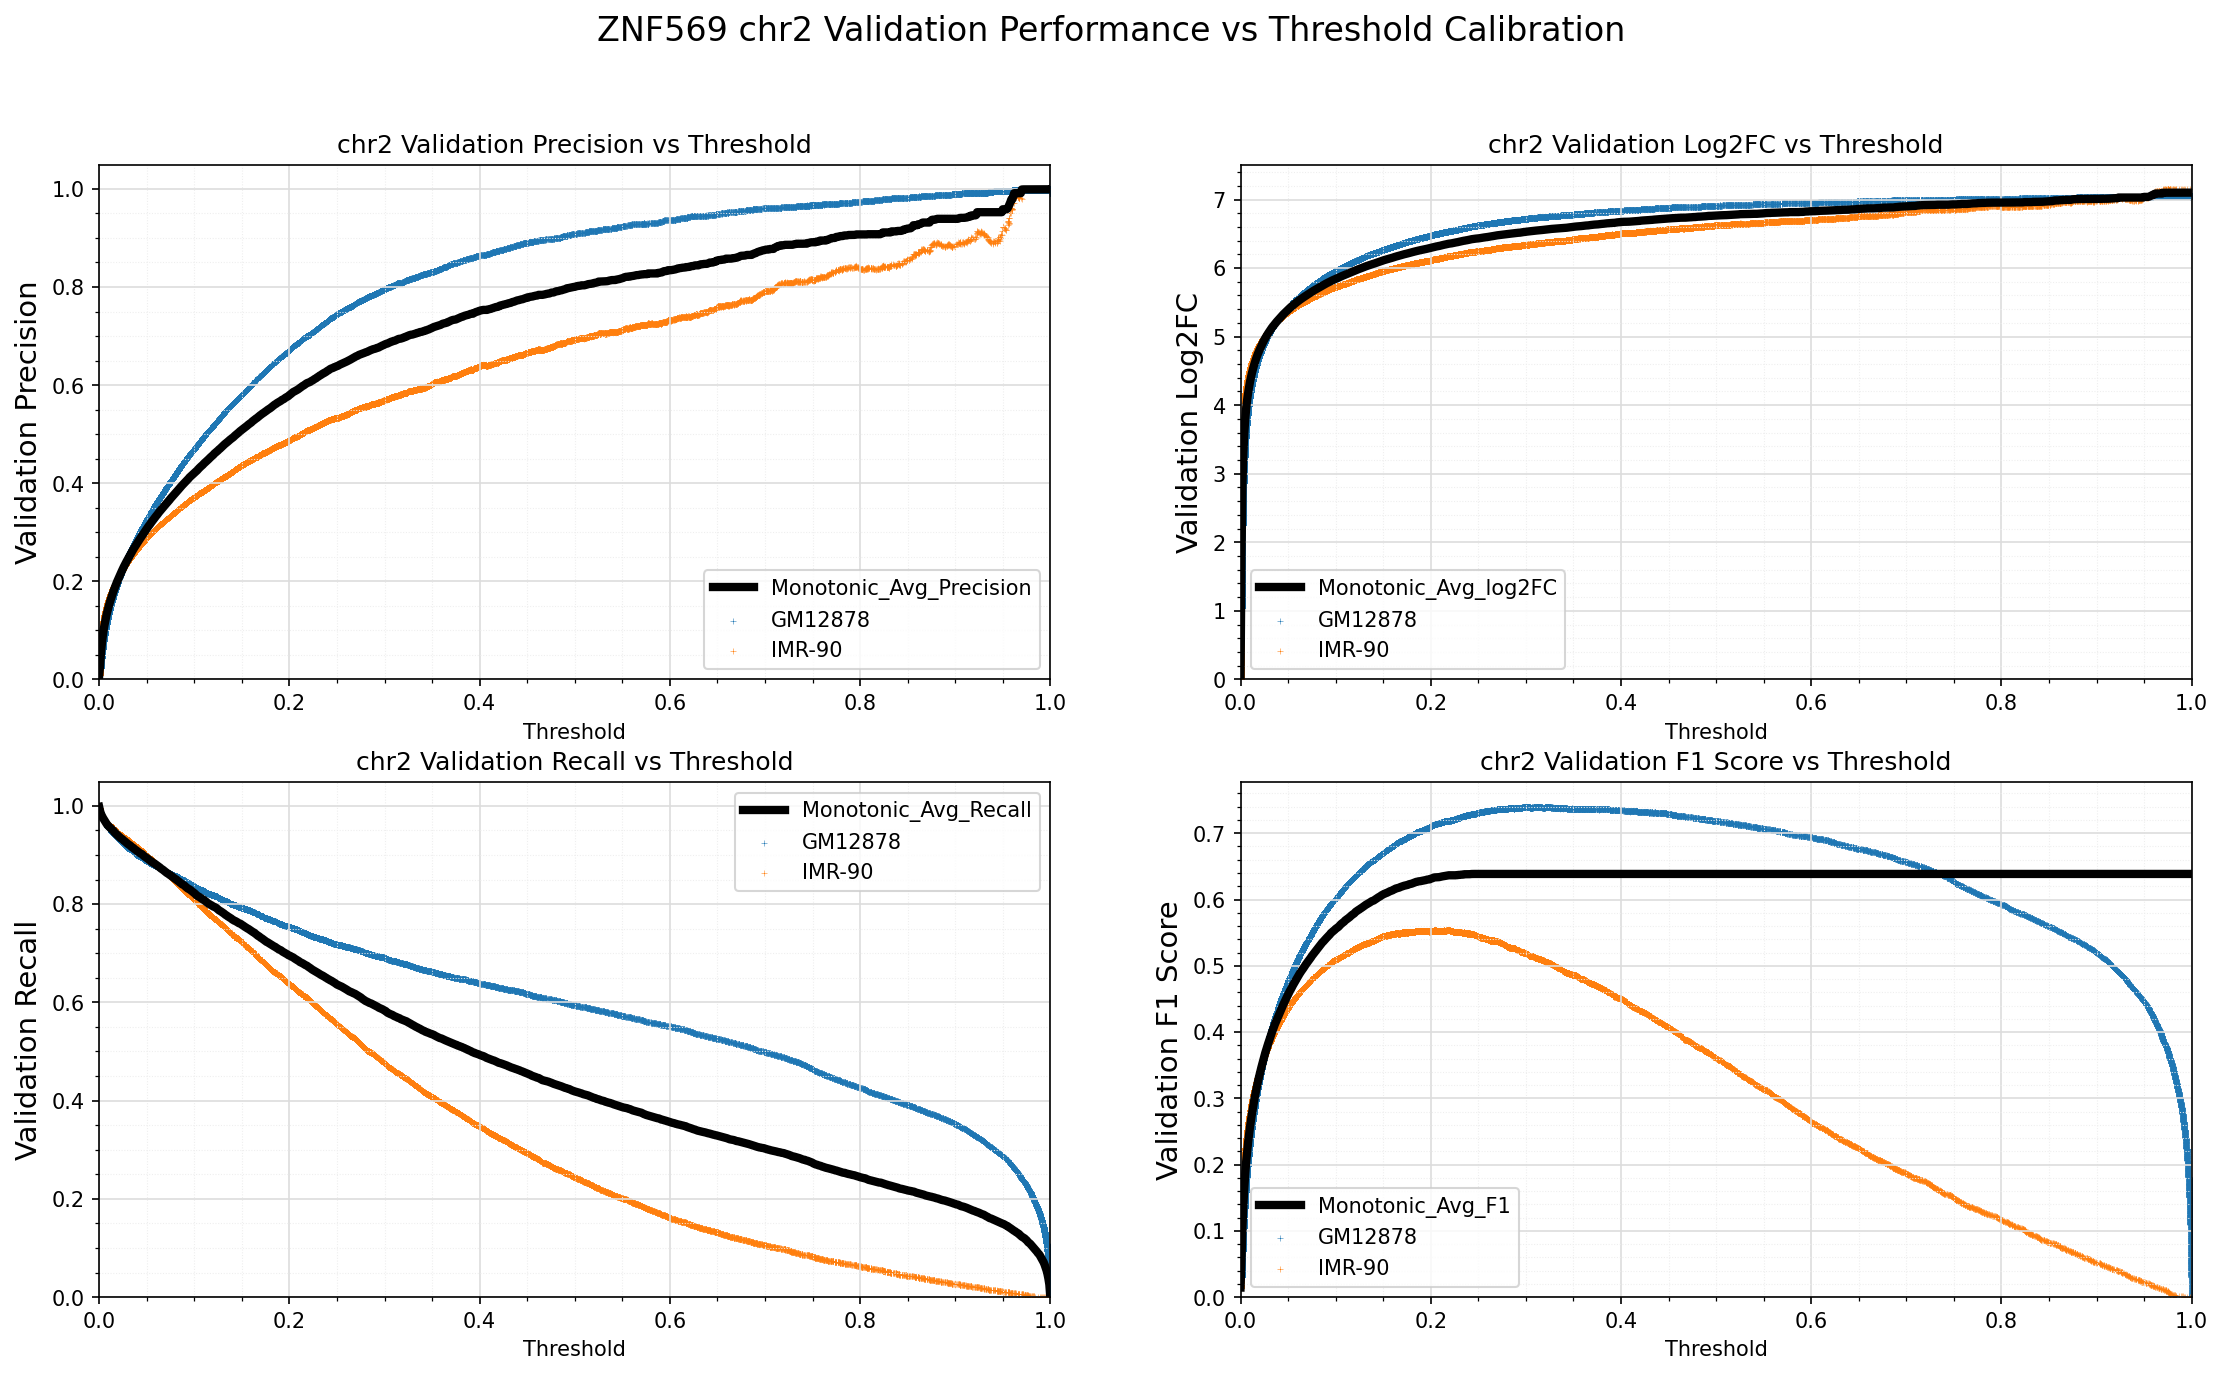 ZNF569 chr2 Validation Performance vs Threshold Calibration
chr2 Validation Precision vs Threshold
Validation Precision
1.0
0.8
0.6
0.4
0.2
0.0
Monotonic_Avg_Precision
GM12878
IMR-90
0.0 0.2 0.4 0.6 0.8 1.0
Threshold
chr2 Validation Log2FC vs Threshold
Validation Log2FC
7
6
5
4
3
2
1
0
Monotonic_Avg_log2FC
GM12878
IMR-90
0.0 0.2 0.4 0.6 0.8 1.0
Threshold
chr2 Validation Recall vs Threshold
Validation Recall
1.0
0.8
0.6
0.4
0.2
0.0
Monotonic_Avg_Recall
GM12878
IMR-90
0.0 0.2 0.4 0.6 0.8 1.0
Threshold
chr2 Validation F1 Score vs Threshold
Validation F1 Score
0.7
0.6
0.5
0.4
0.3
0.2
0.1
0.0
Monotonic_Avg_F1
GM12878
IMR-90
0.0 0.2 0.4 0.6 0.8 1.0
Threshold